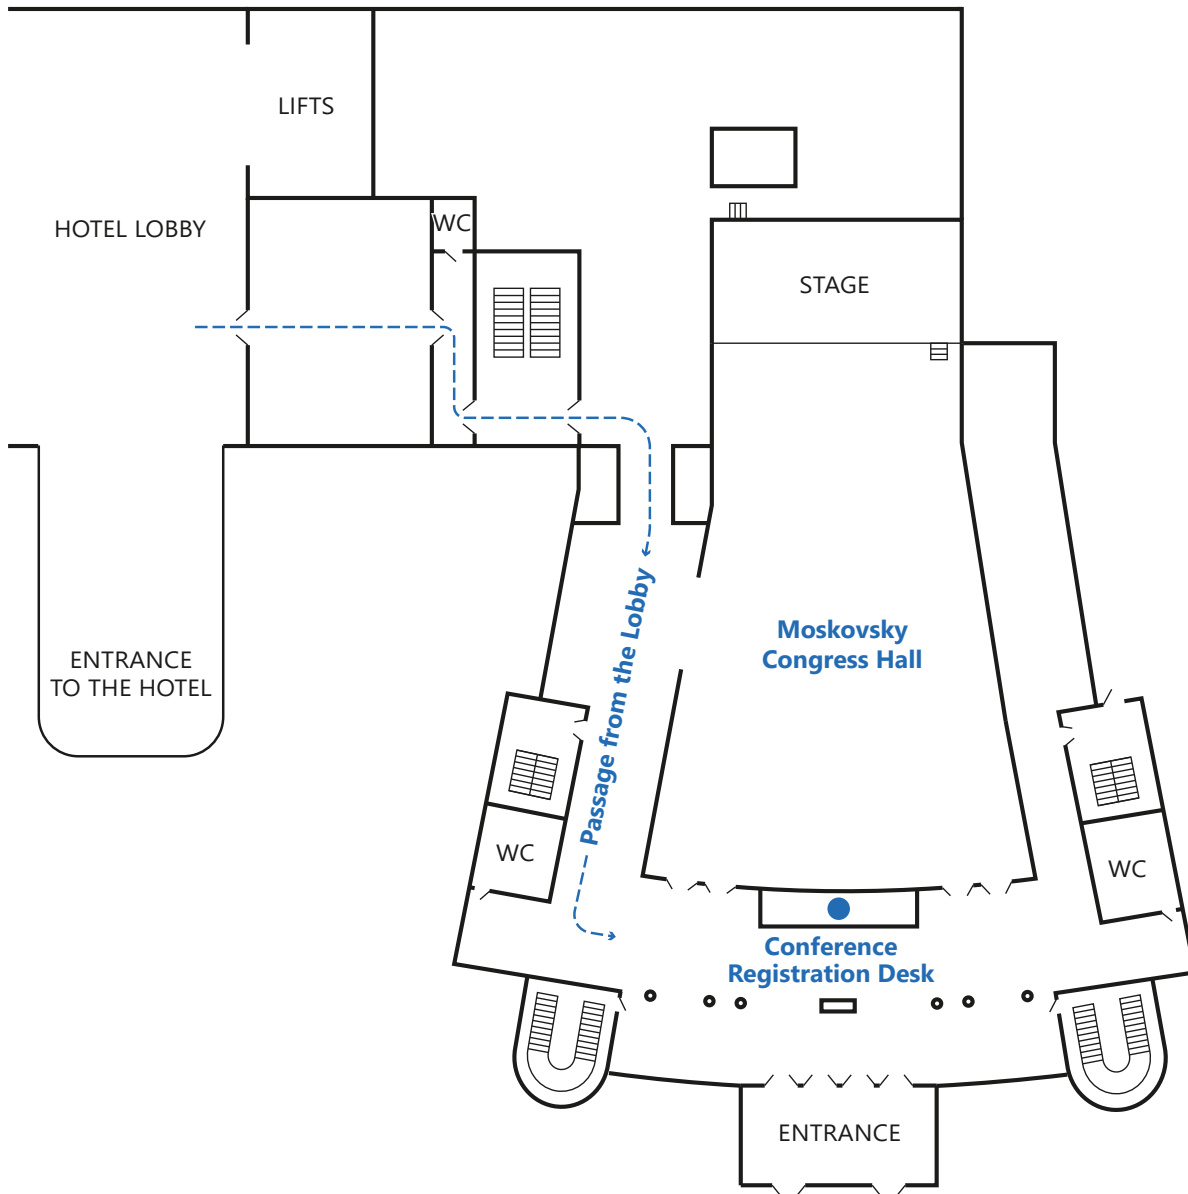 LIFTS
HOTEL LOBBY
WC
STAGE
Moskovsky
Congress Hall
ENTRANCE
TO THE HOTEL
Passage from the Lobby
WC
WC
Conference
Registration Desk
ENTRANCE